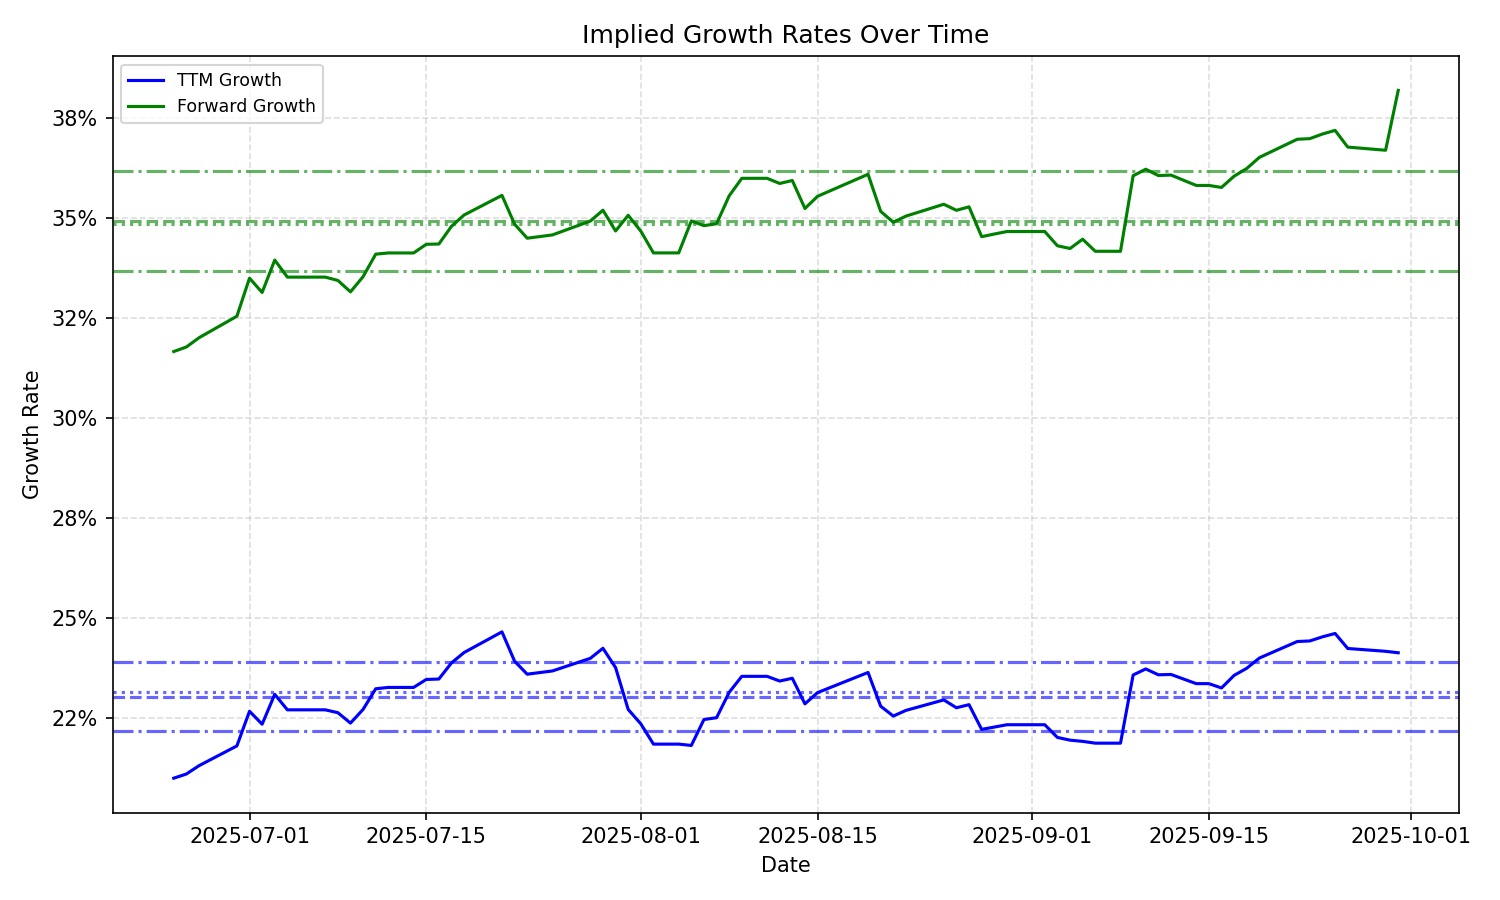 Implied Growth Rates Over Time
TTM Growth
Forward Growth
38%
35%
32%
30%
28%
25%
22%
Growth Rate
2025-07-01
2025-07-15
2025-08-01
2025-08-15
2025-09-01
2025-09-15
2025-10-01
Date